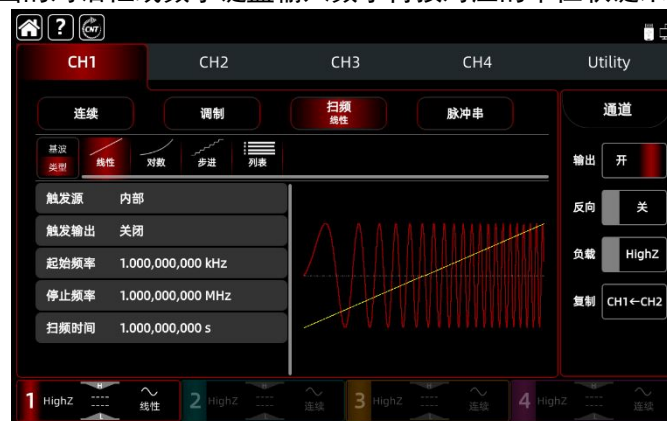 ? CNT
CH1 CH2 CH3 CH4 Utility
连续 调制 扫频 脉冲串 通道
线性
基波
类型 线性 对数 步进 列表
输出 开
触发源 内部
反向 关
触发输出 关闭
起始频率 1.000,000,000 kHz
负载 HighZ
停止频率 1.000,000,000 MHz
复制 CH1←CH2
扫频时间 1.000,000,000 s
1 HighZ H L 线性 2 HighZ 连续 3 HighZ 连续 4 HighZ 连续